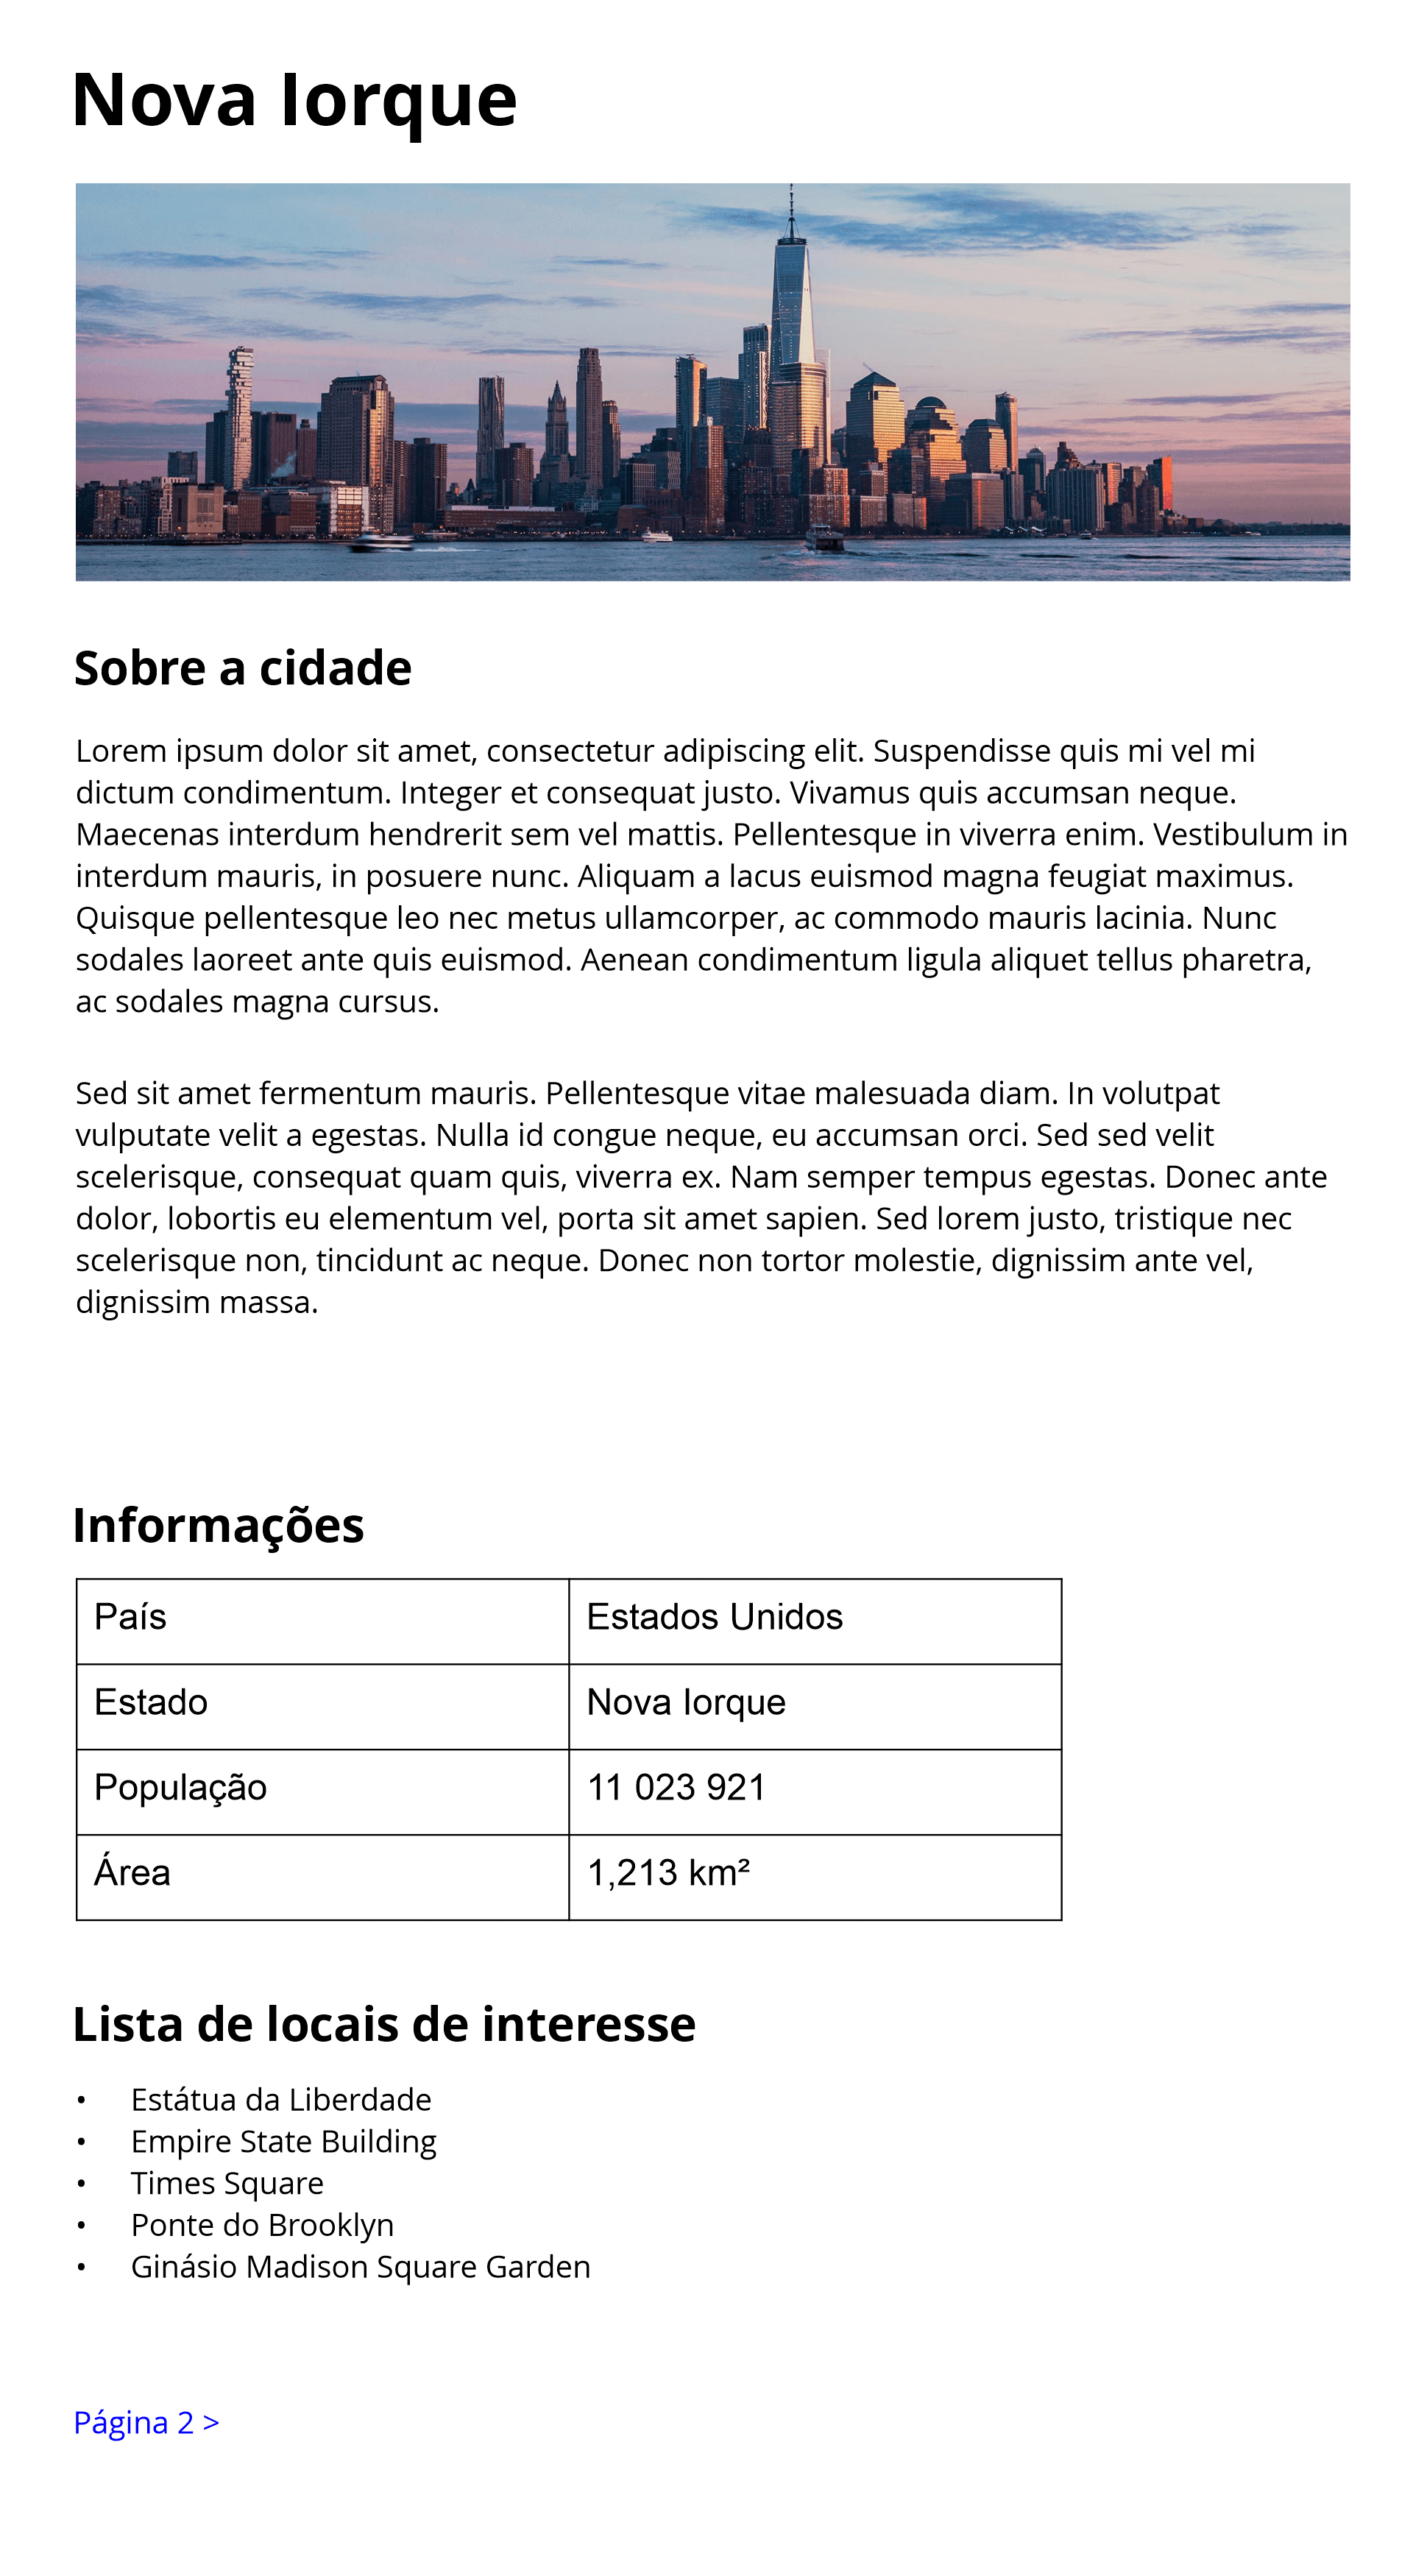 Nova Iorque
Sobre a cidade
Lorem ipsum dolor sit amet, consectetur adipiscing elit. Suspendisse quis mi vel mi
dictum condimentum. Integer et consequat justo. Vivamus quis accumsan neque.
Maecenas interdum hendrerit sem vel mattis. Pellentesque in viverra enim. Vestibulum in
interdum mauris, in posuere nunc. Aliquam a lacus euismod magna feugiat maximus.
Quisque pellentesque leo nec metus ullamcorper, ac commodo mauris lacinia. Nunc
sodales laoreet ante quis euismod. Aenean condimentum ligula aliquet tellus pharetra,
ac sodales magna cursus.
Sed sit amet fermentum mauris. Pellentesque vitae malesuada diam. In volutpat
vulputate velit a egestas. Nulla id congue neque, eu accumsan orci. Sed sed velit
scelerisque, consequat quam quis, viverra ex. Nam semper tempus egestas. Donec ante
dolor, lobortis eu elementum vel, porta sit amet sapien. Sed lorem justo, tristique nec
scelerisque non, tincidunt ac neque. Donec non tortor molestie, dignissim ante vel,
dignissim massa.
Informações
País Estados Unidos
Estado Nova Iorque
População 11 023 921
Área 1,213 km²
Lista de locais de interesse
• Estátua da Liberdade
• Empire State Building
• Times Square
• Ponte do Brooklyn
• Ginásio Madison Square Garden
Página 2 >